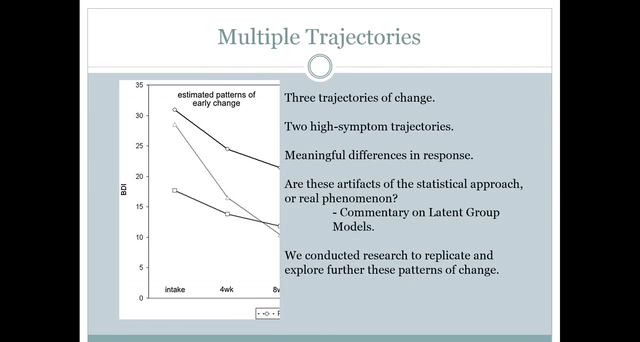 Multiple Trajectories
35
30
25
20
15
10
5
0
BDI
estimated patterns of
early change
intake 4wk
Three trajectories of change.
Two high-symptom trajectories.
Meaningful differences in response.
Are these artifacts of the statistical approach,
or real phenomenon?
- Commentary on Latent Group
Models.
We conducted research to replicate and
explore further these patterns of change.